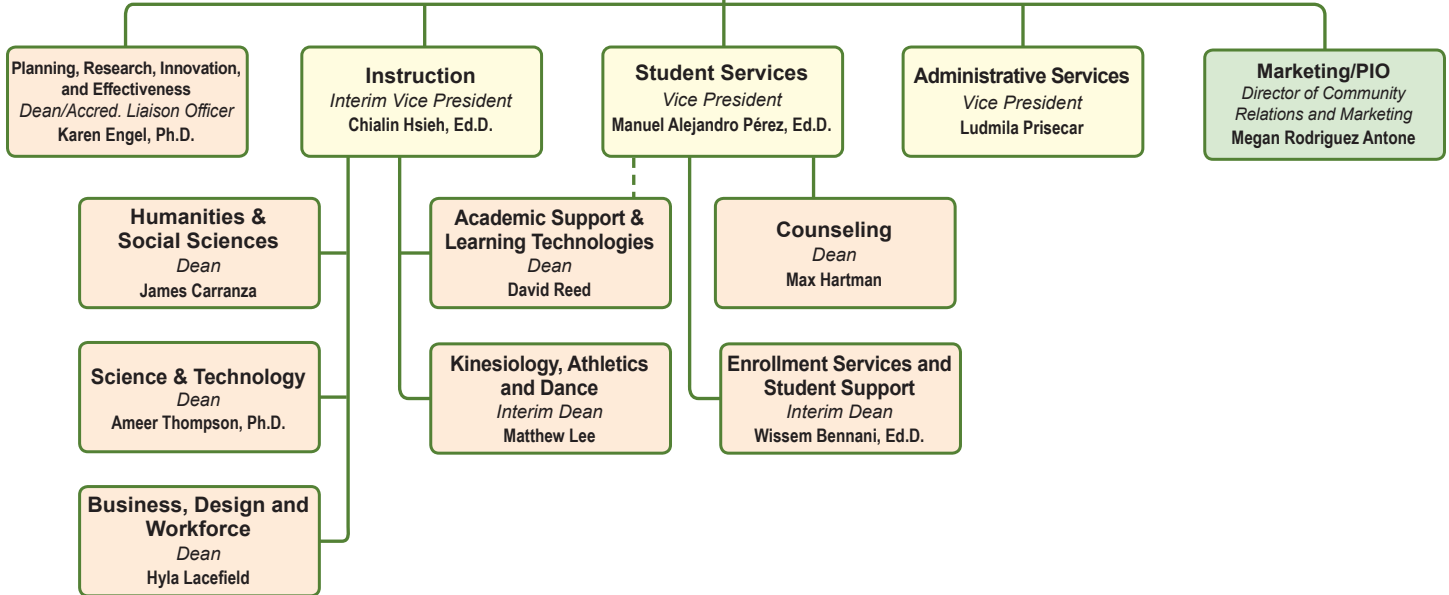 Planning, Research, Innovation,
and Effectiveness
Dean/Accred. Liaison Officer
Karen Engel, Ph.D.
Instruction
Interim Vice President
Chialin Hsieh, Ed.D.
Student Services
Vice President
Manuel Alejandro Pérez, Ed.D.
Administrative Services
Vice President
Ludmila Prisecar
Marketing/PIO
Director of Community
Relations and Marketing
Megan Rodriguez Antone
Humanities &
Social Sciences
Dean
James Carranza
Academic Support &
Learning Technologies
Dean
David Reed
Counseling
Dean
Max Hartman
Science & Technology
Dean
Ameer Thompson, Ph.D.
Kinesiology, Athletics
and Dance
Interim Dean
Matthew Lee
Enrollment Services and
Student Support
Interim Dean
Wissem Bennani, Ed.D.
Business, Design and
Workforce
Dean
Hyla Lacefield